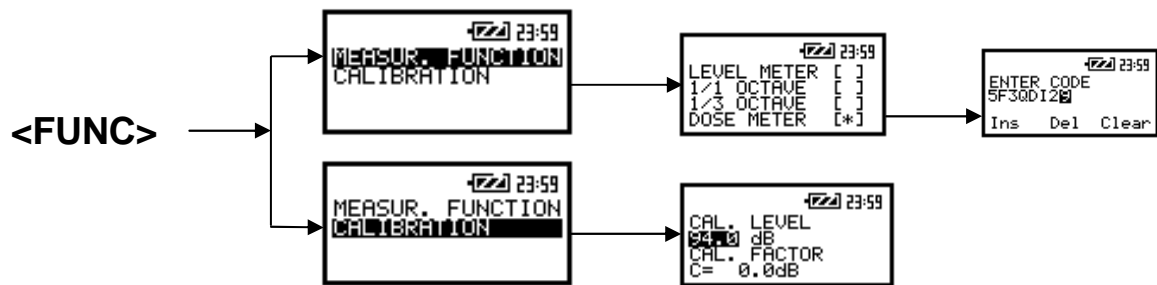 <FUNC>
23:59
MEASUR. FUNCTION
CALIBRATION
23:59
LEVEL METER [ ]
1/1 OCTAVE [ ]
1/3 OCTAVE [ ]
DOSE METER [*]
23:59
ENTER CODE
5F3QDI29
Ins Del Clear
23:59
MEASUR. FUNCTION
CALIBRATION
23:59
CAL. LEVEL
94.0 dB
CAL. FACTOR
C= 0.0dB